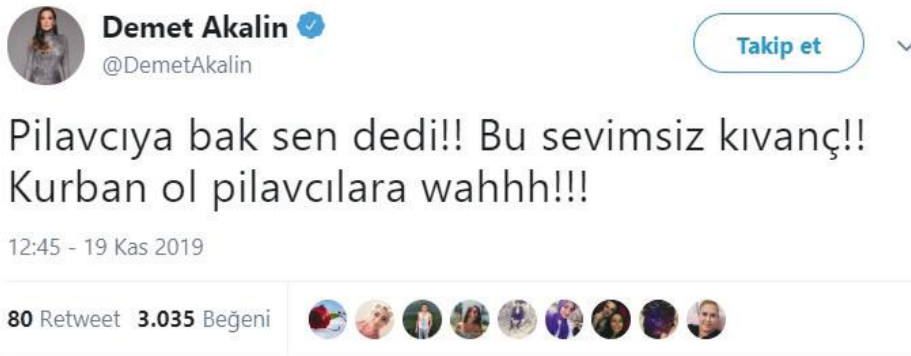 Demet Akalin
@DemetAkalin
Takip et
Pilavcıya bak sen dedi!! Bu sevimsiz kıvanç!!
Kurban ol pilavcılara wahhh!!!
12:45 - 19 Kas 2019
80 Retweet 3.035 Beğeni